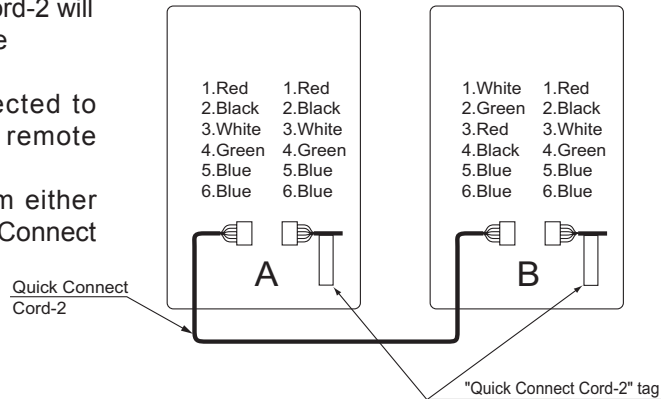 ord-2 will
e
ected to
remote
m either
Connect
1.Red 1.Red
2.Black 2.Black
3.White 3.White
4.Green 4.Green
5.Blue 5.Blue
6.Blue 6.Blue
A
1.White 1.Red
2.Green 2.Black
3.Red 3.White
4.Black 4.Green
5.Blue 5.Blue
6.Blue 6.Blue
B
Quick Connect
Cord-2
"Quick Connect Cord-2" tag